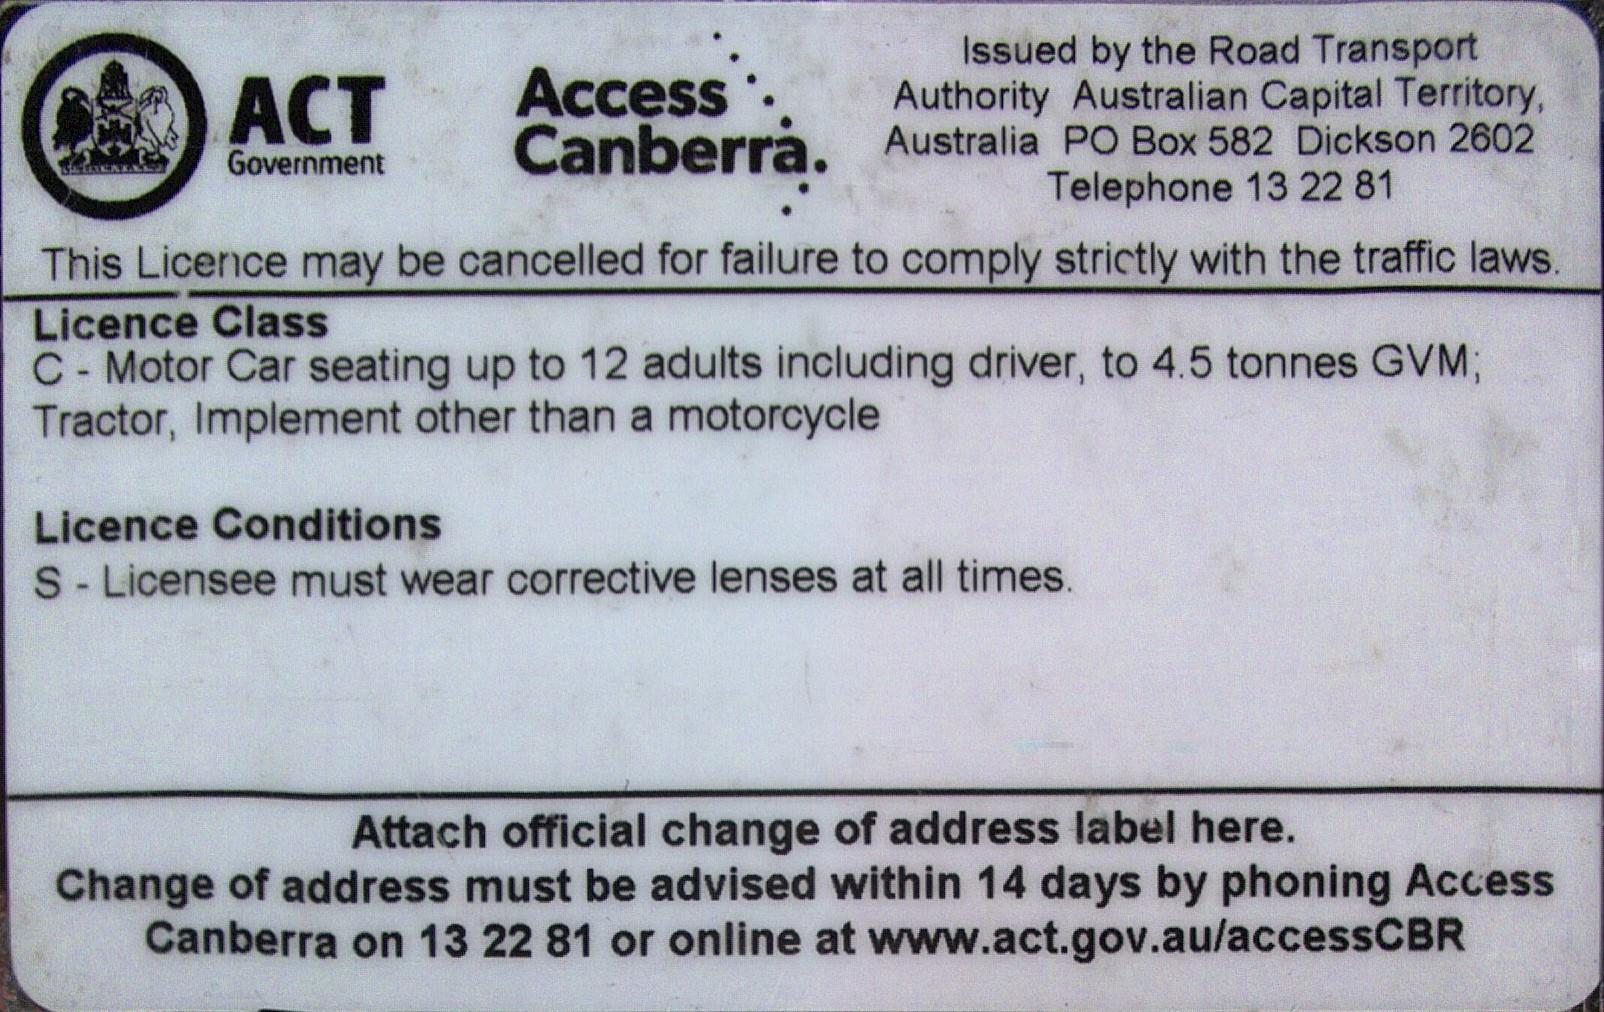 ACT
Government
Access
Canberra.
Issued by the Road Transport
Authority Australian Capital Territory,
Australia PO Box 582 Dickson 2602
Telephone 13 22 81
This Licence may be cancelled for failure to comply strictly with the traffic laws.
Licence Class
C - Motor Car seating up to 12 adults including driver, to 4.5 tonnes GVM;
Tractor, Implement other than a motorcycle
Licence Conditions
S - Licensee must wear corrective lenses at all times.
Attach official change of address label here.
Change of address must be advised within 14 days by phoning Access
Canberra on 13 22 81 or online at www.act.gov.au/accessCBR